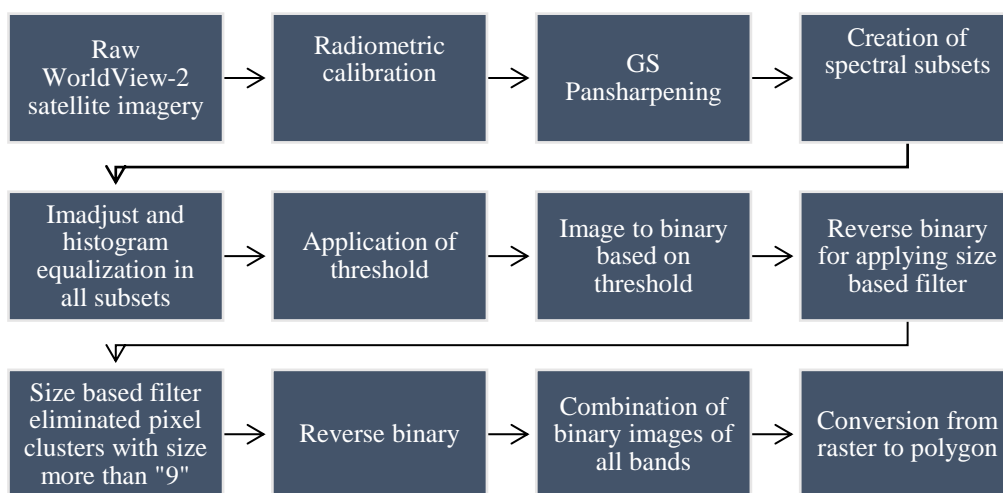 Raw
WorldView-2
satellite imagery
Radiometric
calibration
GS
Pansharpening
Creation of
spectral subsets
Imadjust and
histogram
equalization in
all subsets
Application of
threshold
Image to binary
based on
threshold
Reverse binary
for applying size
based filter
Size based filter
eliminated pixel
clusters with size
more than "9"
Reverse binary
Combination of
binary images of
all bands
Conversion from
raster to polygon